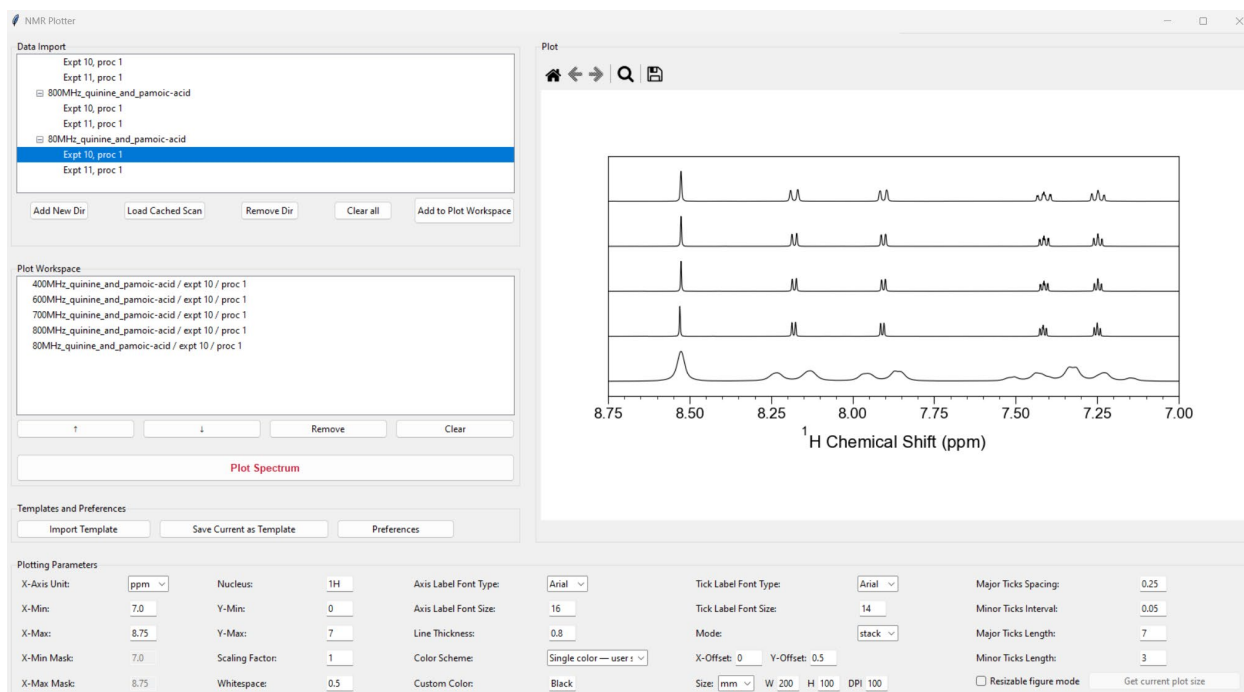 NMR Plotter
Data Import
Expt 10, proc 1
Expt 11, proc 1
800MHz_quinine_and_pamoic-acid
Expt 10, proc 1
Expt 11, proc 1
80MHz_quinine_and_pamoic-acid
Expt 10, proc 1
Expt 11, proc 1
Add New Dir Load Cached Scan Remove Dir Clear all Add to Plot Workspace
Plot Workspace
400MHz_quinine_and_pamoic-acid / expt 10 / proc 1
600MHz_quinine_and_pamoic-acid / expt 10 / proc 1
700MHz_quinine_and_pamoic-acid / expt 10 / proc 1
800MHz_quinine_and_pamoic-acid / expt 10 / proc 1
80MHz_quinine_and_pamoic-acid / expt 10 / proc 1
↑ ↓ Remove Clear
Plot Spectrum
Templates and Preferences
Import Template Save Current as Template Preferences
Plot
8.75 8.50 8.25 8.00 7.75 7.50 7.25 7.00
1H Chemical Shift (ppm)
Plotting Parameters
X-Axis Unit: ppm Nucleus: 1H Axis Label Font Type: Arial Tick Label Font Type: Arial Major Ticks Spacing: 0.25
X-Min: 7.0 Y-Min: 0 Axis Label Font Size: 16 Tick Label Font Size: 14 Minor Ticks Interval: 0.05
X-Max: 8.75 Y-Max: 7 Line Thickness: 0.8 Mode: stack Major Ticks Length: 7
X-Min Mask: 7.0 Scaling Factor: 1 Color Scheme: Single color — user s X-Offset: 0 Y-Offset: 0.5 Minor Ticks Length: 3
X-Max Mask: 8.75 Whitespace: 0.5 Custom Color: Black Size: mm W 200 H 100 DPI 100 Resizable figure mode Get current plot size